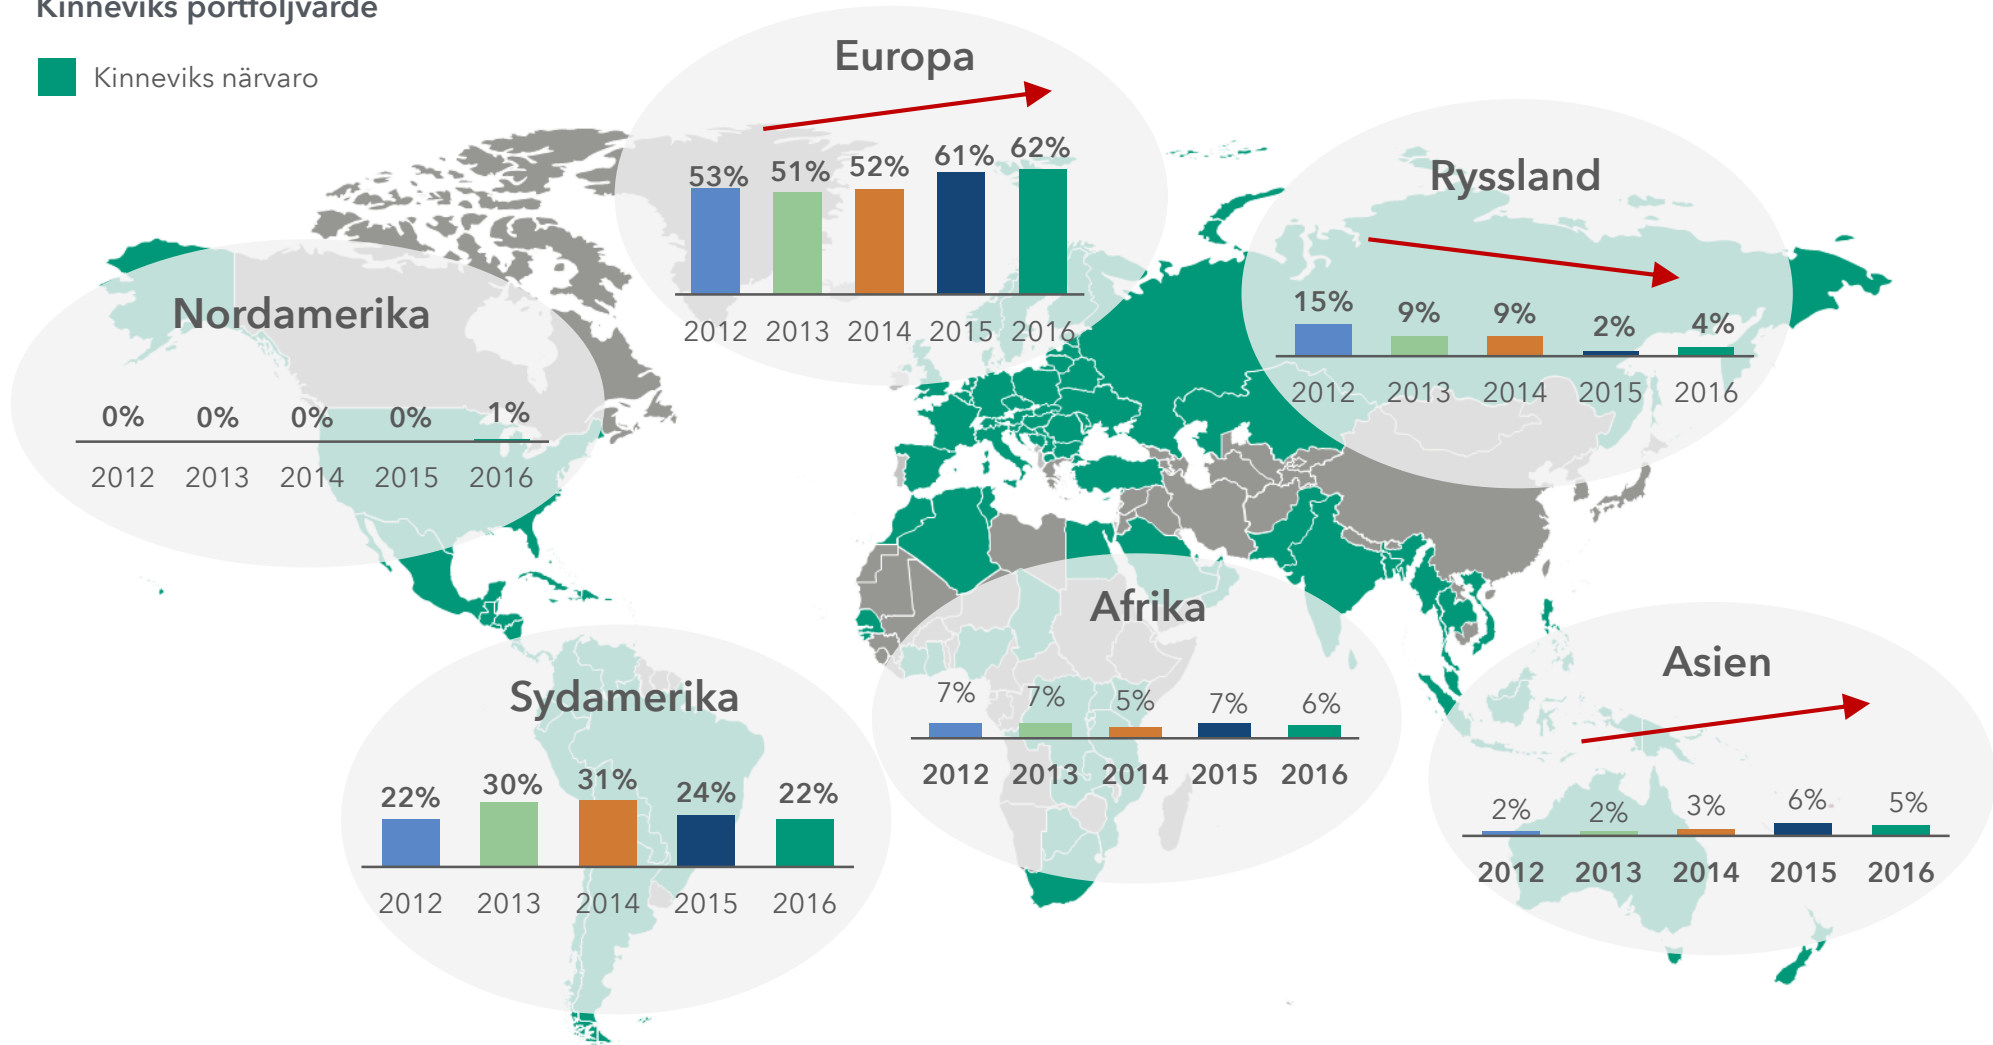 Kinneviks portföljvärde
Kinneviks närvaro
Europa
53% 51% 52% 61% 62%
2012 2013 2014 2015 2016
Ryssland
15% 9% 9% 2% 4%
2012 2013 2014 2015 2016
Nordamerika
0% 0% 0% 0% 1%
2012 2013 2014 2015 2016
Afrika
7% 7% 5% 7% 6%
2012 2013 2014 2015 2016
Sydamerika
22% 30% 31% 24% 22%
2012 2013 2014 2015 2016
Asien
2% 2% 3% 6% 5%
2012 2013 2014 2015 2016